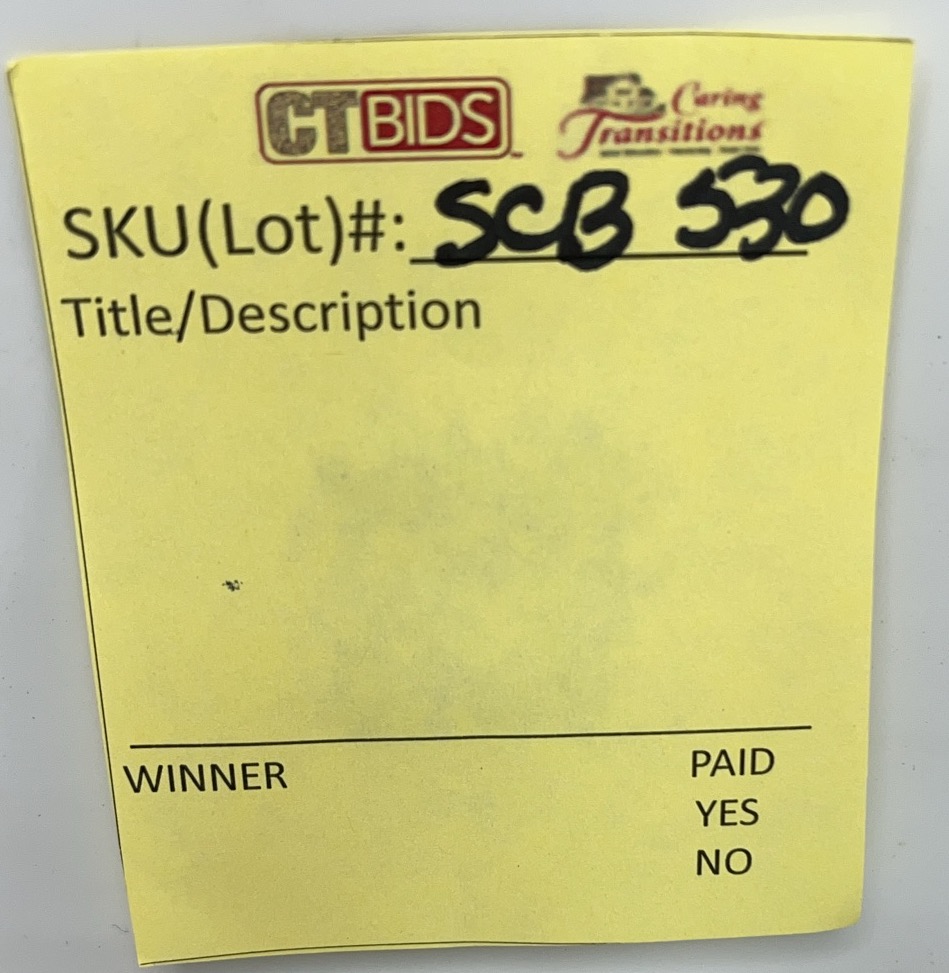 CTBIDS
Caring
Transitions
SKU(Lot)#: SCB 530
Title/Description
WINNER
PAID
YES
NO